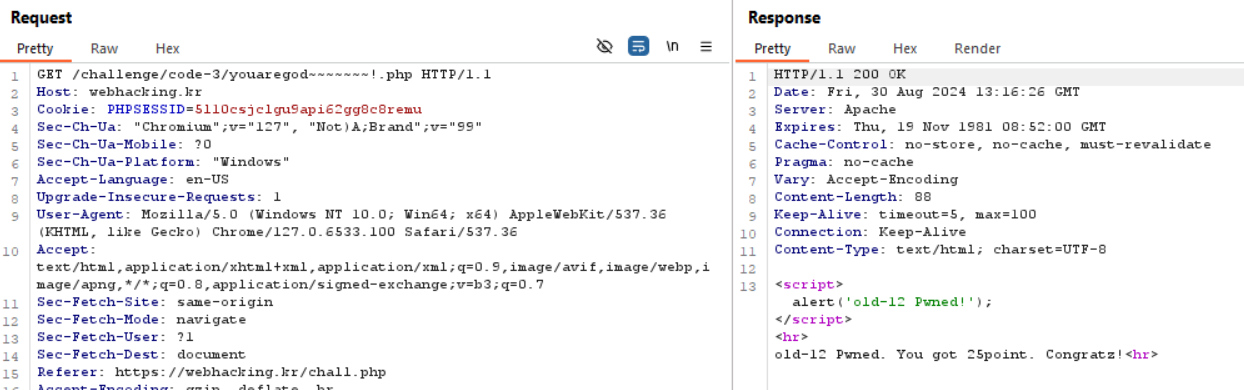 Request
Pretty Raw Hex
\n
1 GET /challenge/code-3/youaregod~~~~~~~!.php HTTP/1.1
2 Host: webhacking.kr
3 Cookie: PHPSESSID=5110csjclgu9api62gg8c8remu
4 Sec-Ch-Ua: "Chromium";v="127", "Not)A;Brand";v="99"
5 Sec-Ch-Ua-Mobile: ?0
6 Sec-Ch-Ua-Platform: "Windows"
7 Accept-Language: en-US
8 Upgrade-Insecure-Requests: 1
9 User-Agent: Mozilla/5.0 (Windows NT 10.0; Win64; x64) AppleWebKit/537.36
(KHTML, like Gecko) Chrome/127.0.6533.100 Safari/537.36
10 Accept:
text/html,application/xhtml+xml,application/xml;q=0.9,image/avif,image/webp,i
mage/apng,*/*;q=0.8,application/signed-exchange;v=b3;q=0.7
11 Sec-Fetch-Site: same-origin
12 Sec-Fetch-Mode: navigate
13 Sec-Fetch-User: ?1
14 Sec-Fetch-Dest: document
15 Referer: https://webhacking.kr/chall.php
16 Accept-Encoding: gzip, deflate, br
Response
Pretty Raw Hex Render
1 HTTP/1.1 200 OK
2 Date: Fri, 30 Aug 2024 13:16:26 GMT
3 Server: Apache
4 Expires: Thu, 19 Nov 1981 08:52:00 GMT
5 Cache-Control: no-store, no-cache, must-revalidate
6 Pragma: no-cache
7 Vary: Accept-Encoding
8 Content-Length: 88
9 Keep-Alive: timeout=5, max=100
10 Connection: Keep-Alive
11 Content-Type: text/html; charset=UTF-8
12
13 <script>
alert('old-12 Pwned!');
</script>
<hr>
old-12 Pwned. You got 25point. Congratz!<hr>